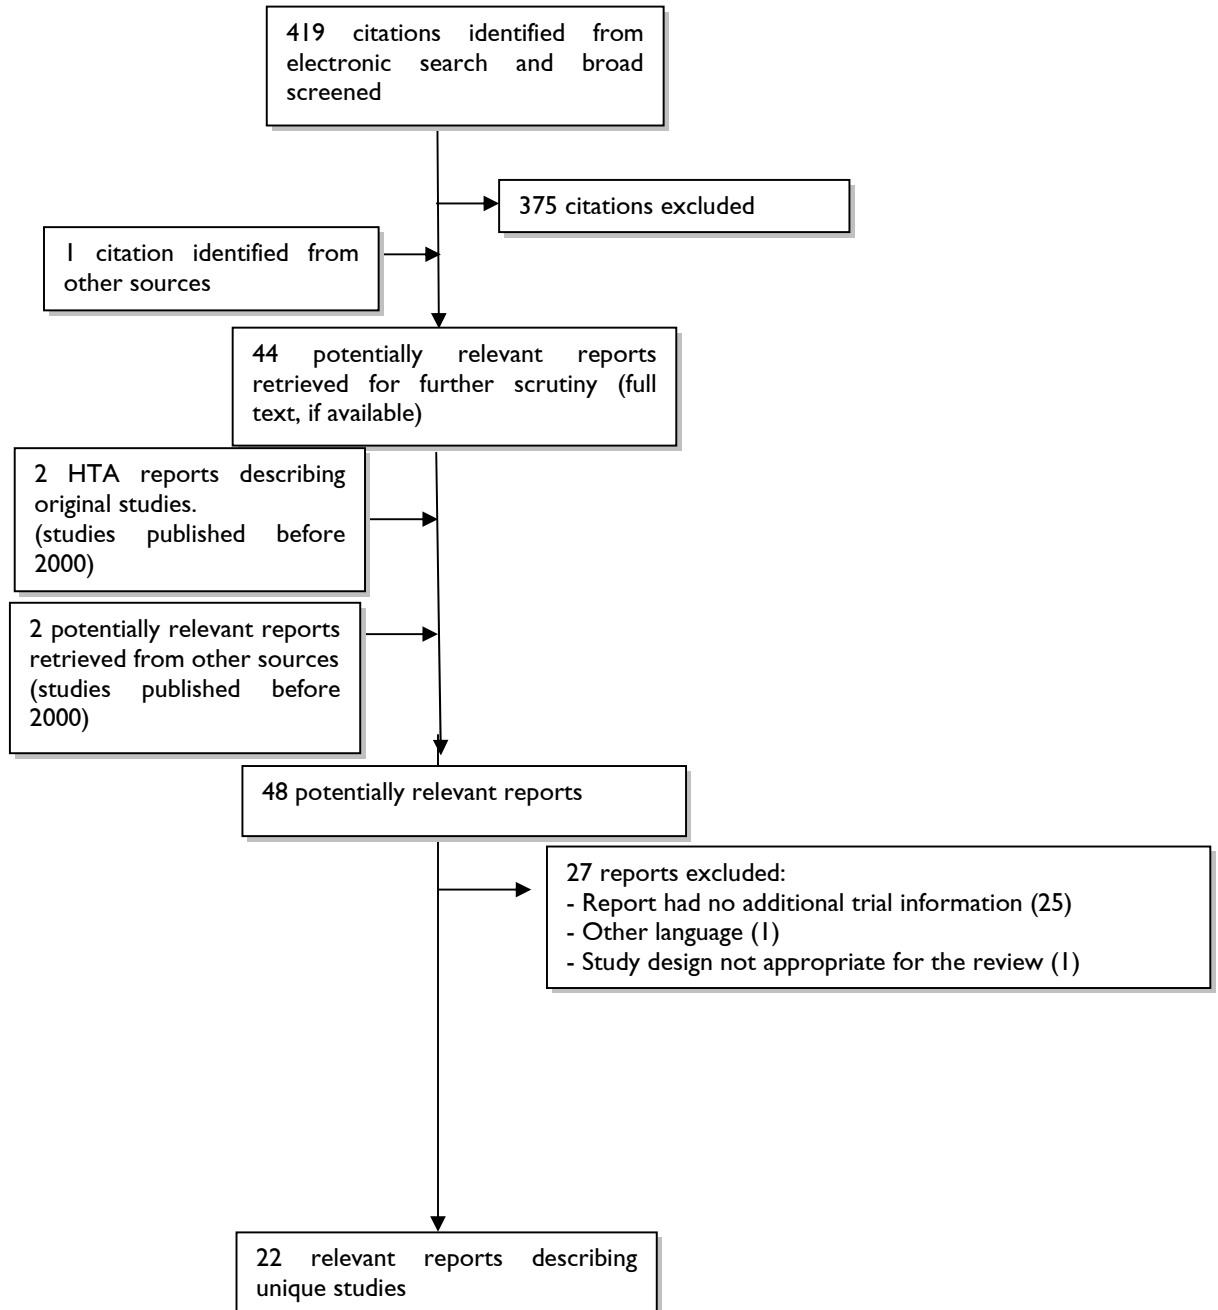 419 citations identified from
electronic search and broad
screened
375 citations excluded
1 citation identified from
other sources
44 potentially relevant reports
retrieved for further scrutiny (full
text, if available)
2 HTA reports describing
original studies.
(studies published before
2000)
2 potentially relevant reports
retrieved from other sources
(studies published before
2000)
48 potentially relevant reports
27 reports excluded:
- Report had no additional trial information (25)
- Other language (1)
- Study design not appropriate for the review (1)
22 relevant reports describing
unique studies